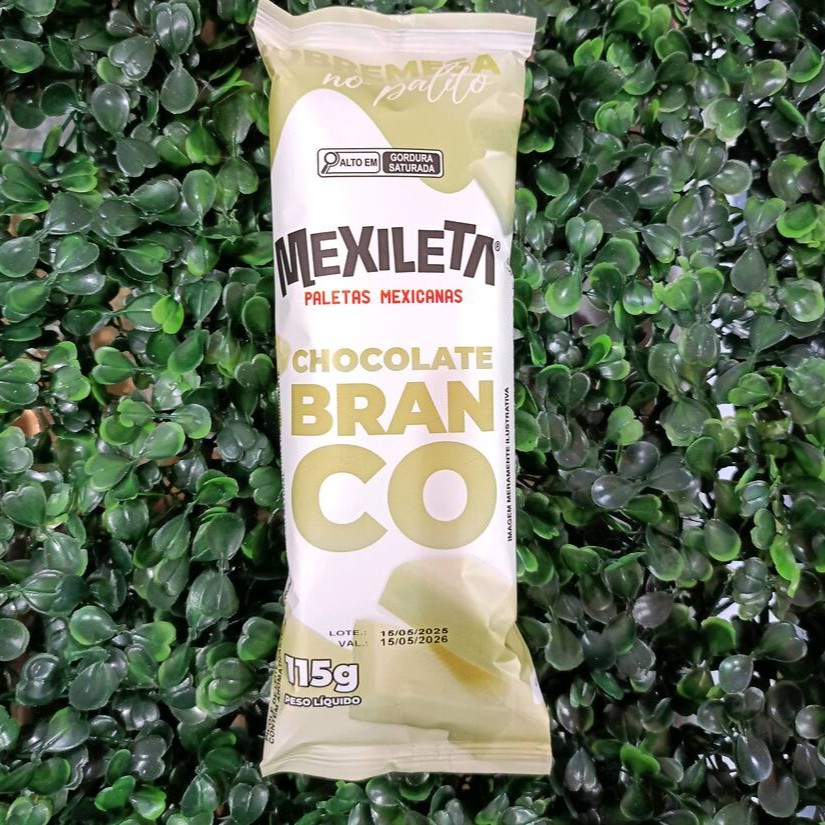 SOBREMESA
no palito
ALTO EM GORDURA SATURADA
MEXILETA®
PALETAS MEXICANAS
CHOCOLATE
BRAN
CO
IMAGEM MERAMENTE ILUSTRATIVA
LOTE.: 15/05/2025
VAL.: 15/05/2026
115g
PESO LÍQUIDO